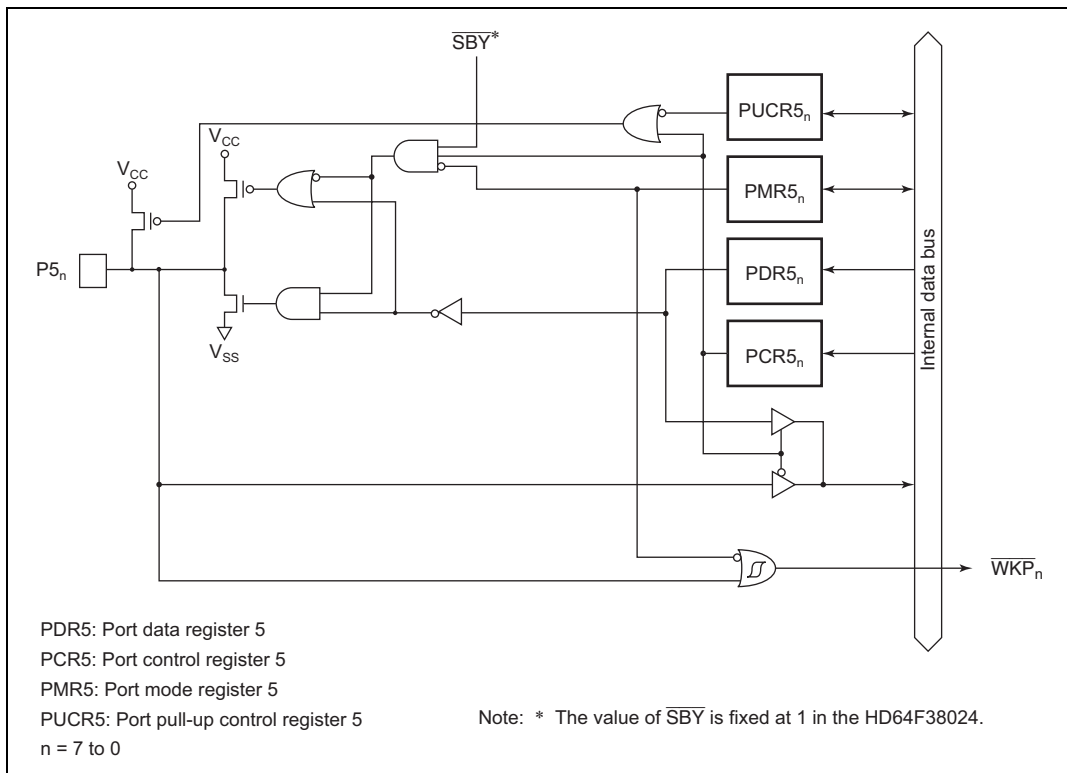 SBY*
PUCR5n
VCC
VCC
PMR5n
P5n
PDR5n
VSS
PCR5n
Internal data bus
WKPn
PDR5: Port data register 5
PCR5: Port control register 5
PMR5: Port mode register 5
PUCR5: Port pull-up control register 5
n = 7 to 0
Note: * The value of SBY is fixed at 1 in the HD64F38024.